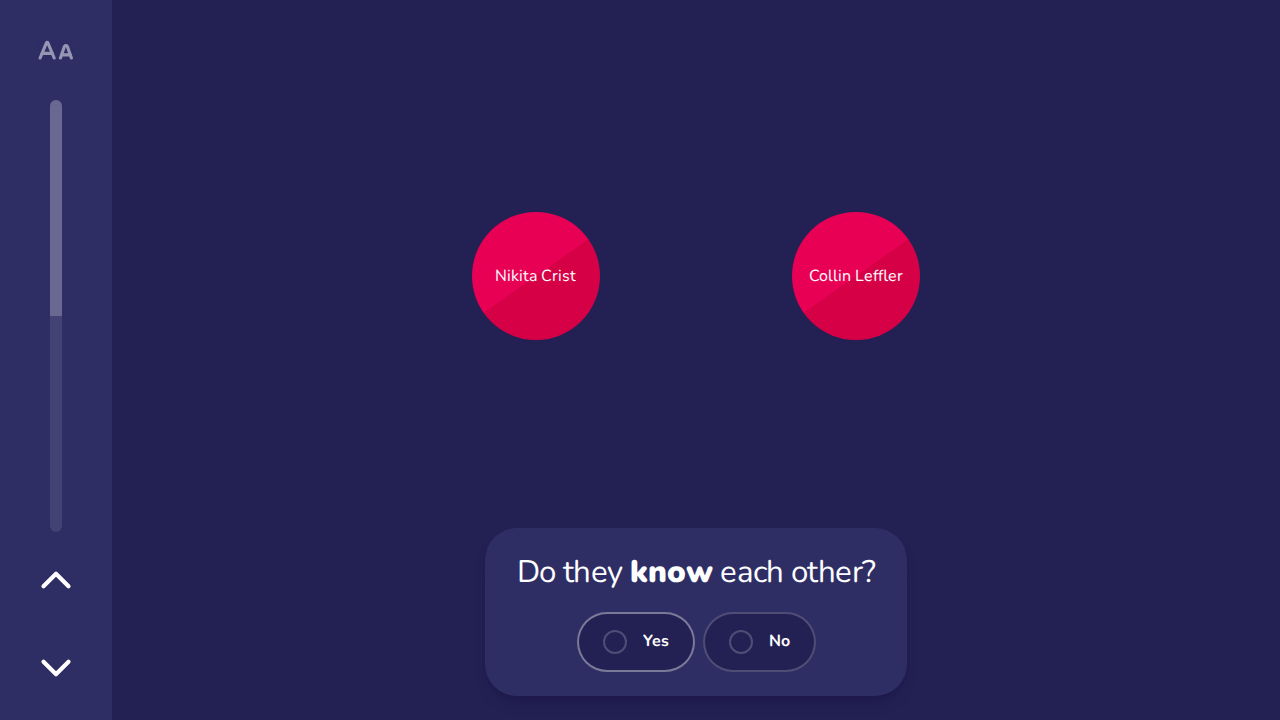 AA
Nikita Crist
Collin Leffler
Do they know each other?
Yes
No